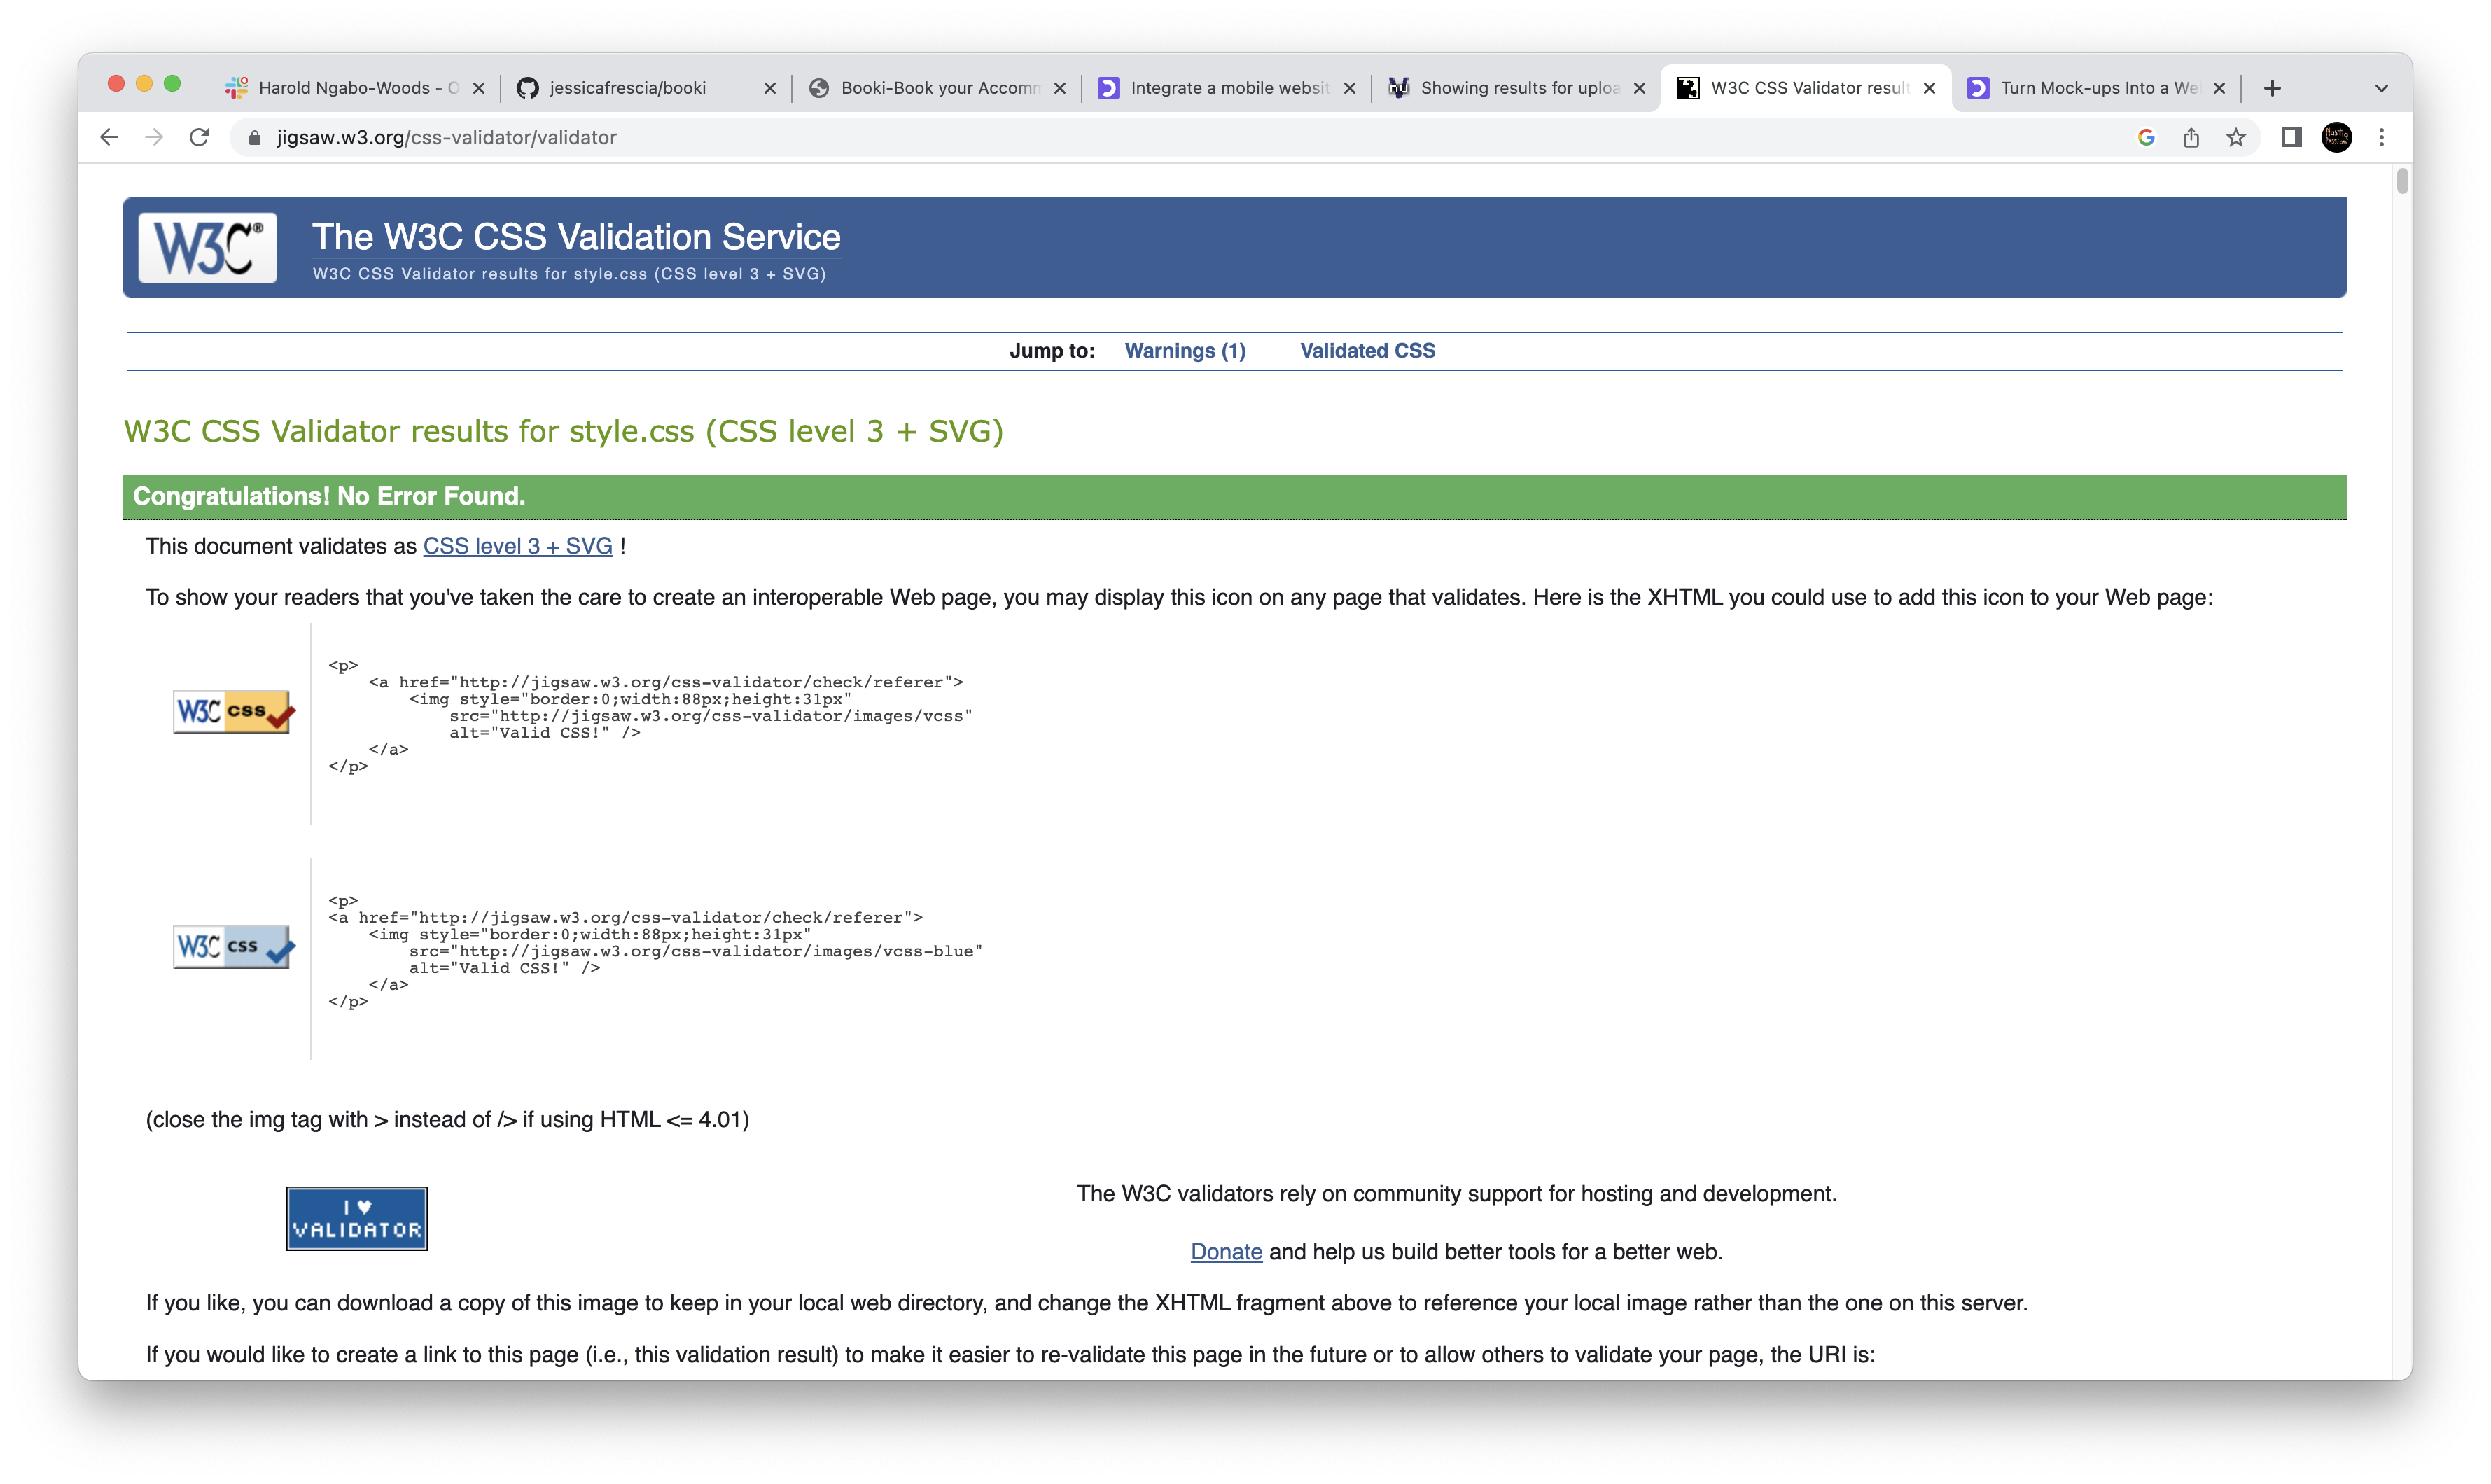 Harold Ngabo-Woods - O
jessicafrescia/booki
Booki-Book your Accomm
Integrate a mobile websit
Showing results for uploa
W3C CSS Validator result
Turn Mock-ups Into a We
jigsaw.w3.org/css-validator/validator
W3C®
The W3C CSS Validation Service
W3C CSS Validator results for style.css (CSS level 3 + SVG)
Jump to: Warnings (1) Validated CSS
W3C CSS Validator results for style.css (CSS level 3 + SVG)
Congratulations! No Error Found.
This document validates as CSS level 3 + SVG !
To show your readers that you've taken the care to create an interoperable Web page, you may display this icon on any page that validates. Here is the XHTML you could use to add this icon to your Web page:
W3C css
<p>
<a href="http://jigsaw.w3.org/css-validator/check/referer">
<img style="border:0;width:88px;height:31px"
src="http://jigsaw.w3.org/css-validator/images/vcss"
alt="Valid CSS!" />
</a>
</p>
W3C css
<p>
<a href="http://jigsaw.w3.org/css-validator/check/referer">
<img style="border:0;width:88px;height:31px"
src="http://jigsaw.w3.org/css-validator/images/vcss-blue"
alt="Valid CSS!" />
</a>
</p>
(close the img tag with > instead of /> if using HTML <= 4.01)
I ♥
VALIDATOR
The W3C validators rely on community support for hosting and development.
Donate and help us build better tools for a better web.
If you like, you can download a copy of this image to keep in your local web directory, and change the XHTML fragment above to reference your local image rather than the one on this server.
If you would like to create a link to this page (i.e., this validation result) to make it easier to re-validate this page in the future or to allow others to validate your page, the URI is: